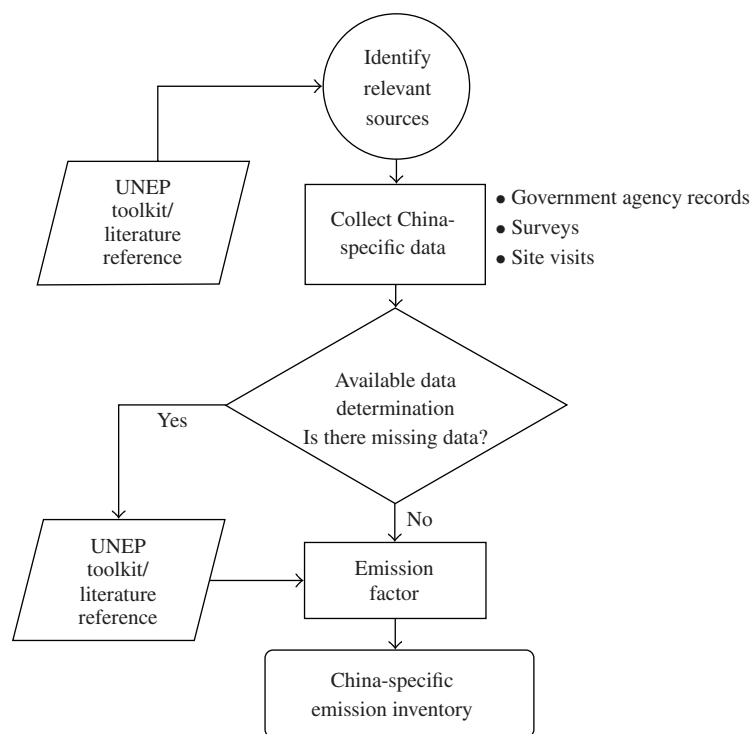 Identify
relevant
sources
UNEP
toolkit/
literature
reference
Collect China-
specific data
• Government agency records
• Surveys
• Site visits
Available data
determination
Is there missing data?
Yes
No
UNEP
toolkit/
literature
reference
Emission
factor
China-specific
emission inventory